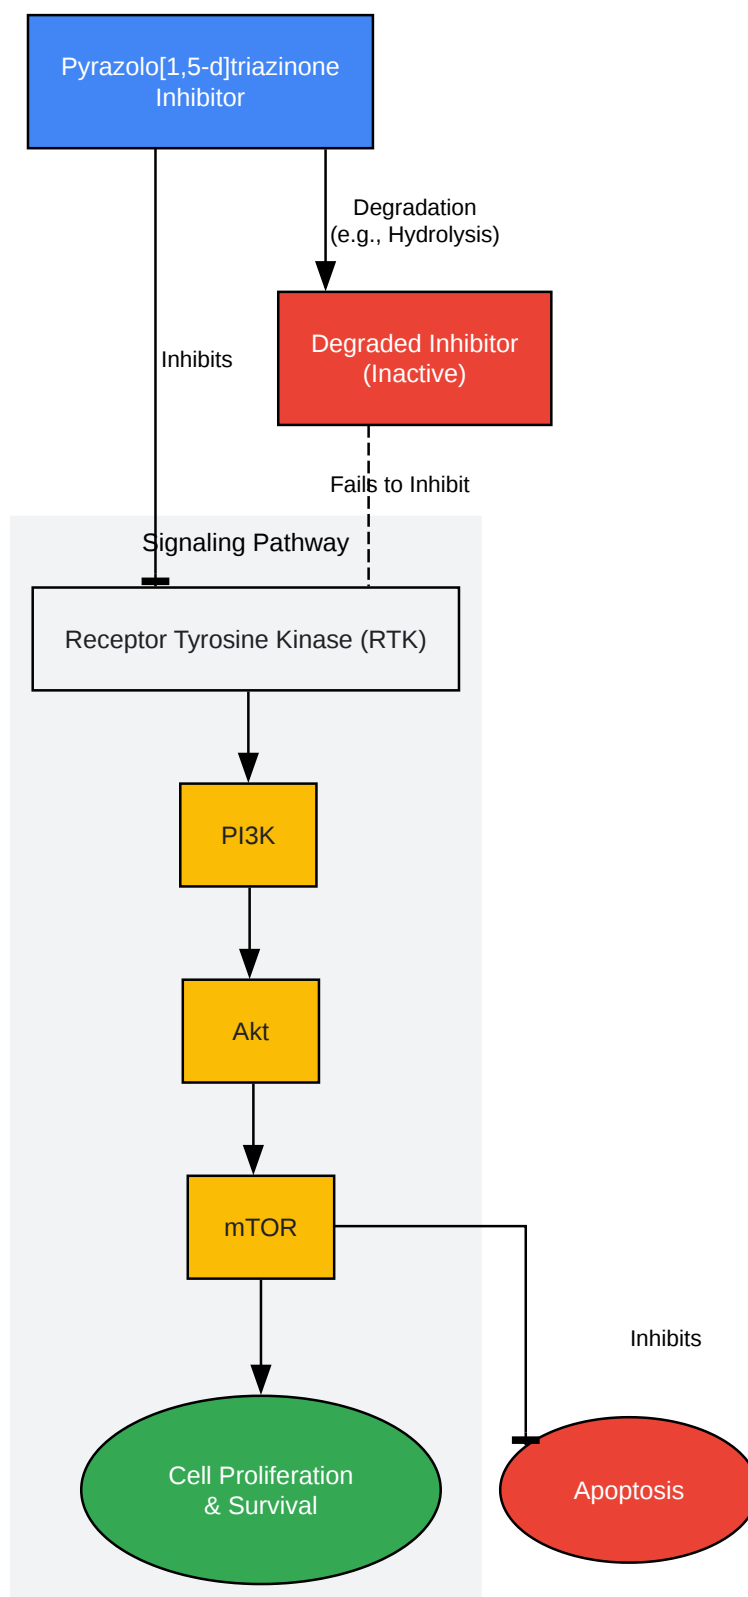 Pyrazolo[1,5-d]triazinone
Inhibitor
Degradation
(e.g., Hydrolysis)
Degraded Inhibitor
(Inactive)
Inhibits
Fails to Inhibit
Signaling Pathway
Receptor Tyrosine Kinase (RTK)
PI3K
Akt
mTOR
Inhibits
Cell Proliferation
& Survival
Apoptosis